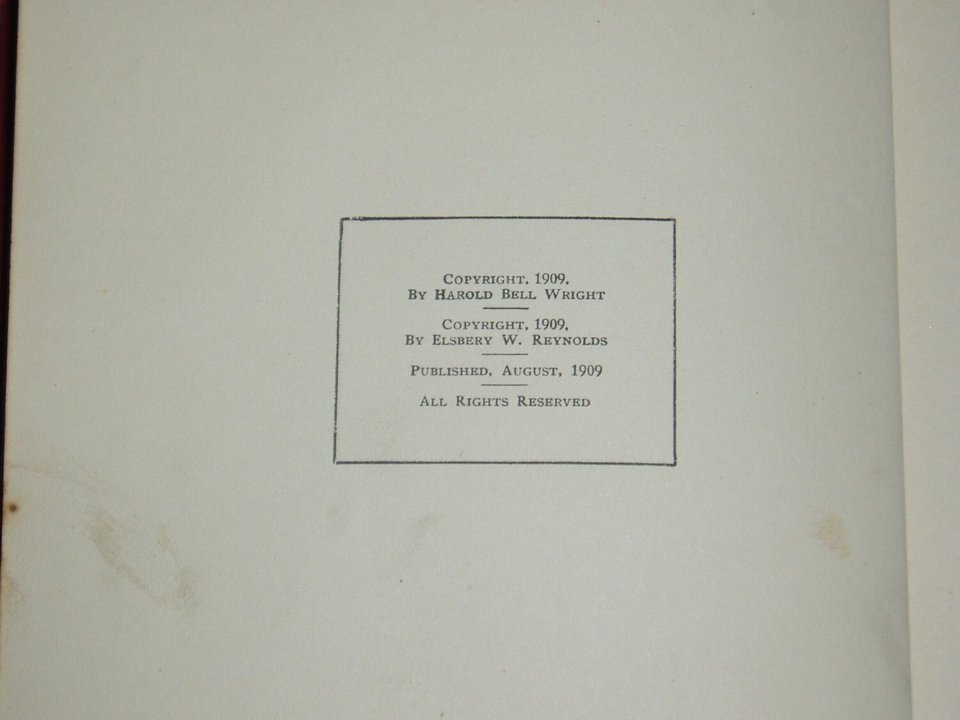 Copyright, 1909,
By Harold Bell Wright
Copyright, 1909,
By Elsbery W. Reynolds
Published, August, 1909
All Rights Reserved